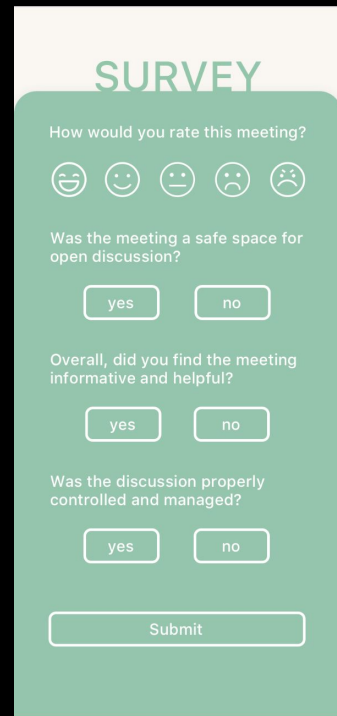 SURVEY
How would you rate this meeting?
Was the meeting a safe space for
open discussion?
yes no
Overall, did you find the meeting
informative and helpful?
yes no
Was the discussion properly
controlled and managed?
yes no
Submit